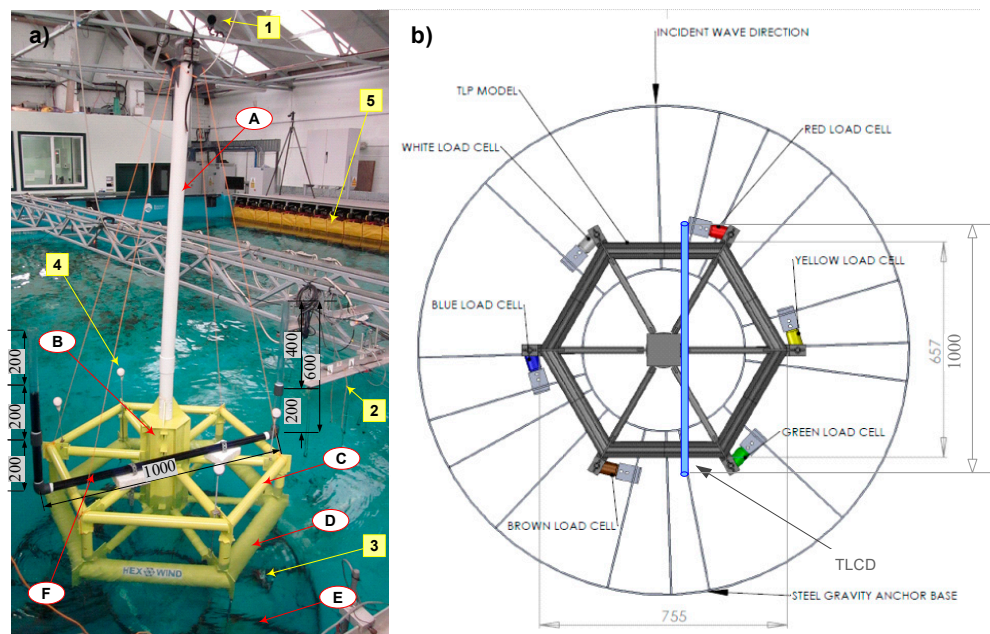 a)
1
5
A
4
B
200
200
200
400
600
200
2
1000
C
D
HEX WIND
3
F
E
b)
INCIDENT WAVE DIRECTION
TLP MODEL
RED LOAD CELL
WHITE LOAD CELL
YELLOW LOAD CELL
BLUE LOAD CELL
657
1000
GREEN LOAD CELL
BROWN LOAD CELL
TLCD
STEEL GRAVITY ANCHOR BASE
755